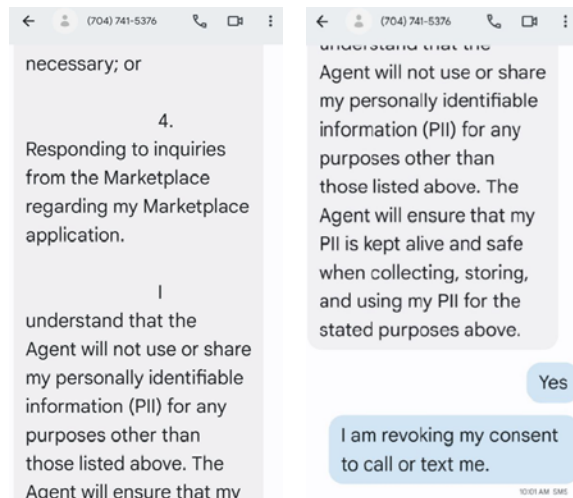 (704) 741-5376
necessary; or
4.
Responding to inquiries
from the Marketplace
regarding my Marketplace
application.
I
understand that the
Agent will not use or share
my personally identifiable
information (PII) for any
purposes other than
those listed above. The
Agent will ensure that my
(704) 741-5376
understand that the
Agent will not use or share
my personally identifiable
information (PII) for any
purposes other than
those listed above. The
Agent will ensure that my
PII is kept alive and safe
when collecting, storing,
and using my PII for the
stated purposes above.
Yes
I am revoking my consent
to call or text me.
10:01 AM SMS